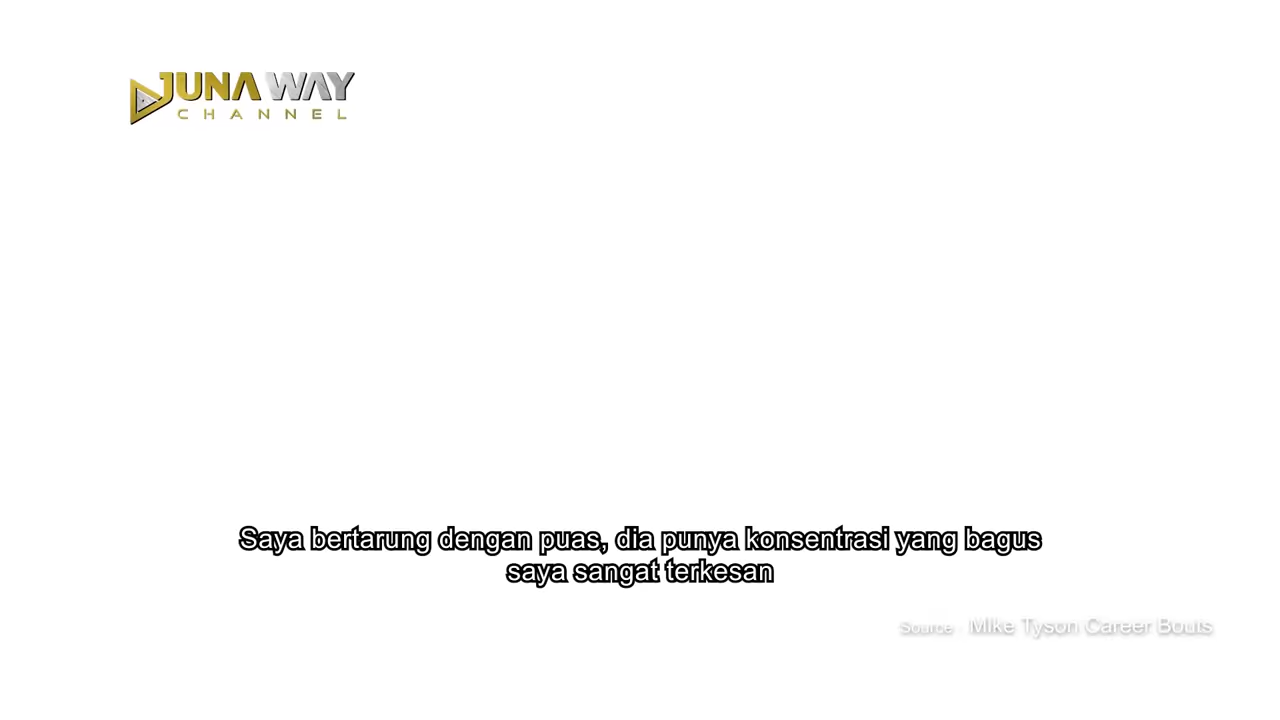 JUNA WAY
CHANNEL
Saya bertarung dengan puas, dia punya konsentrasi yang bagus
saya sangat terkesan
Source : MIke Tyson Career Bouts